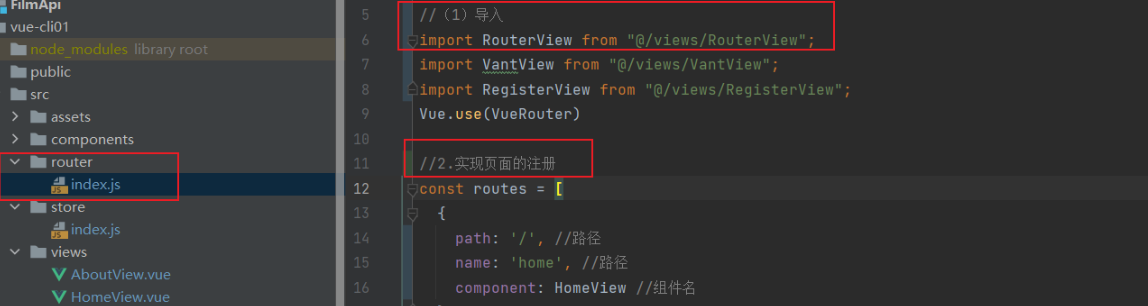 FilmApi
vue-cli01
node_modules library root
public
src
assets
components
router
index.js
store
index.js
views
AboutView.vue
HomeView.vue
5 //（1）导入
6 import RouterView from "@/views/RouterView";
7 import VantView from "@/views/VantView";
8 import RegisterView from "@/views/RegisterView";
9 Vue.use(VueRouter)
10
11 //2.实现页面的注册
12 const routes = [
13 {
14 path: '/', //路径
15 name: 'home', //路径
16 component: HomeView //组件名